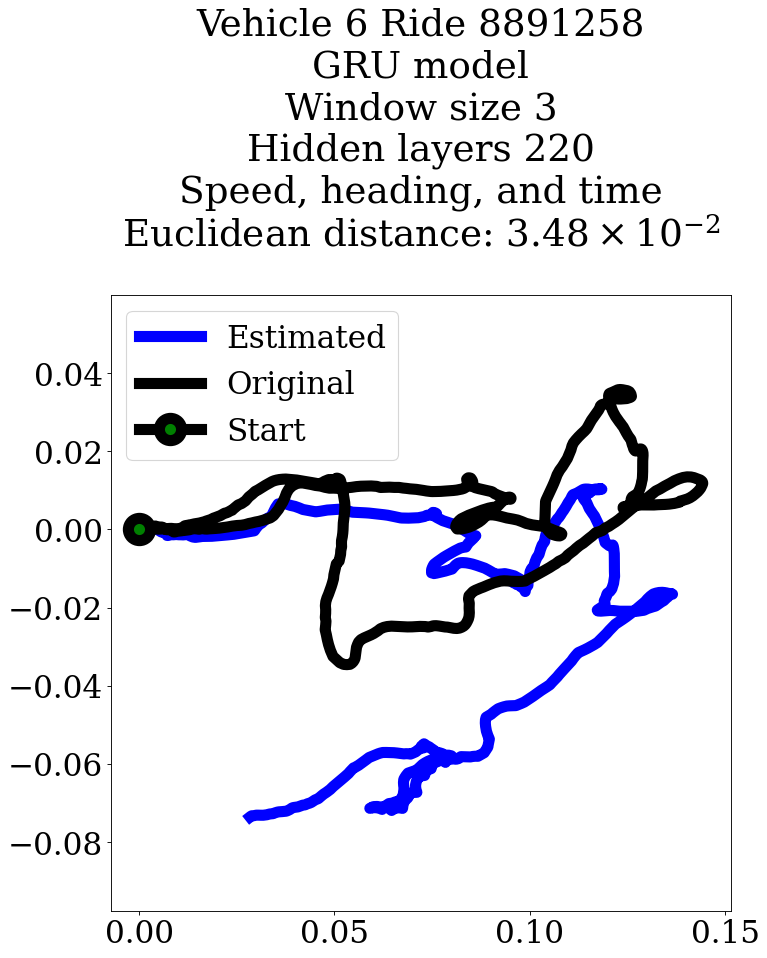 Vehicle 6 Ride 8891258
GRU model
Window size 3
Hidden layers 220
Speed, heading, and time
Euclidean distance: 3.48 × 10⁻²
Estimated
Original
Start
0.04
0.02
0.00
−0.02
−0.04
−0.06
−0.08
0.00 0.05 0.10 0.15